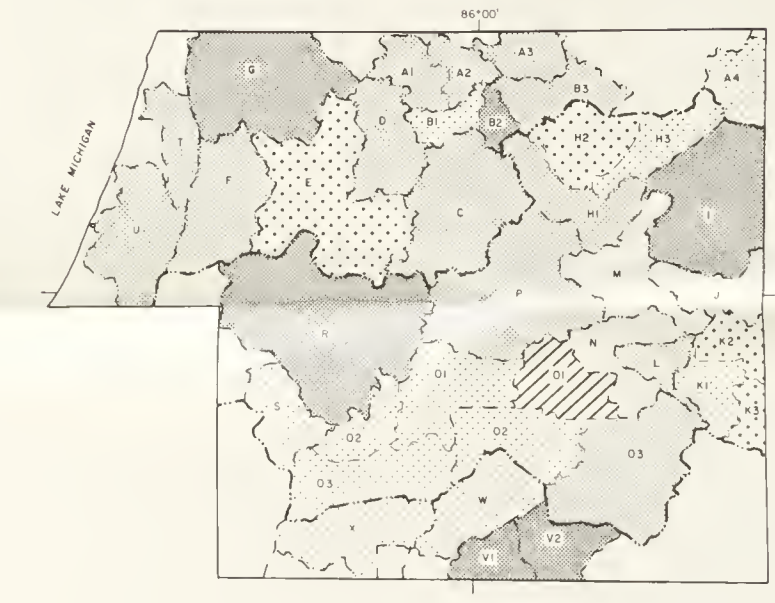 86°00'
G
A1
A2
A3
A4
B3
D
B1
B2
H2
H3
LAKE MICHIGAN
T
F
E
C
H1
I
U
M
P
J
R
N
K2
O1
O1
L
K1
K3
S
O2
O2
O3
O3
W
X
V1
V2